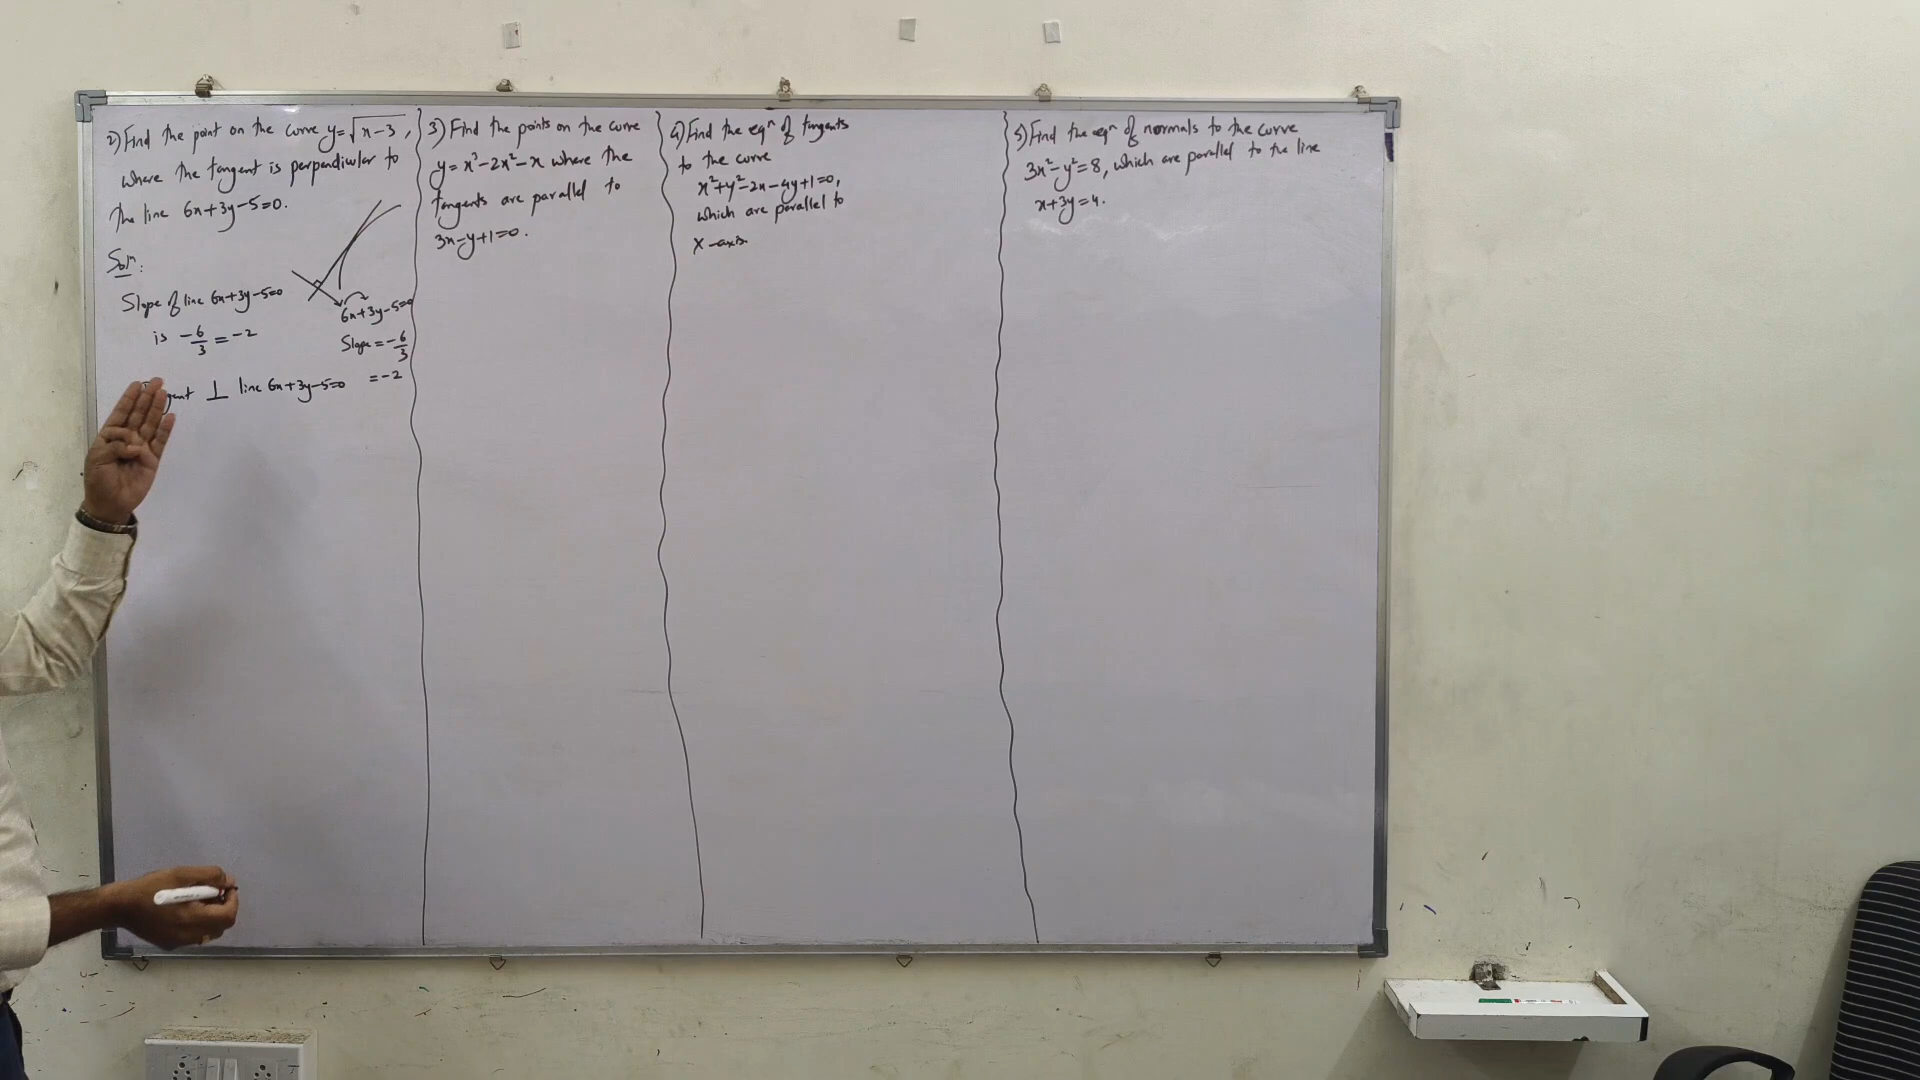 2) Find the point on the curve y=√x-3,
where the tangent is perpendicular to
the line 6x+3y-5=0.
Soln:
Slope of line 6x+3y-5=0
is -6/3 = -2
gent ⊥ line 6x+3y-5=0
6x+3y-5=0
Slope = -6/3
= -2
3) Find the points on the curve
y=x³-2x²-x where the
tangents are parallel to
3x-y+1=0.
4) Find the eqn of tangents
to the curve
x²+y²-2x-4y+1=0,
which are parallel to
X-axis.
5) Find the eqn of normals to the curve
3x²-y²=8, which are parallel to the line
x+3y=4.